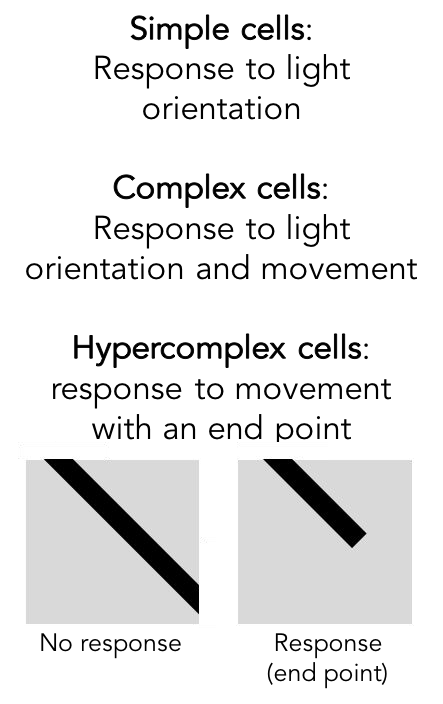 Simple cells:
Response to light
orientation
Complex cells:
Response to light
orientation and movement
Hypercomplex cells:
response to movement
with an end point
No response
Response
(end point)